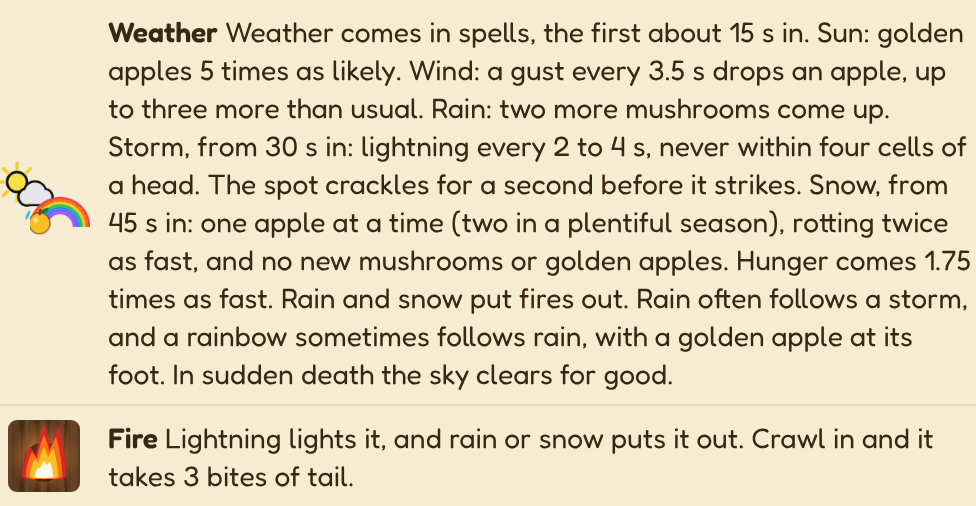 Weather Weather comes in spells, the first about 15 s in. Sun: golden
apples 5 times as likely. Wind: a gust every 3.5 s drops an apple, up
to three more than usual. Rain: two more mushrooms come up.
Storm, from 30 s in: lightning every 2 to 4 s, never within four cells of
a head. The spot crackles for a second before it strikes. Snow, from
45 s in: one apple at a time (two in a plentiful season), rotting twice
as fast, and no new mushrooms or golden apples. Hunger comes 1.75
times as fast. Rain and snow put fires out. Rain often follows a storm,
and a rainbow sometimes follows rain, with a golden apple at its
foot. In sudden death the sky clears for good.
Fire Lightning lights it, and rain or snow puts it out. Crawl in and it
takes 3 bites of tail.